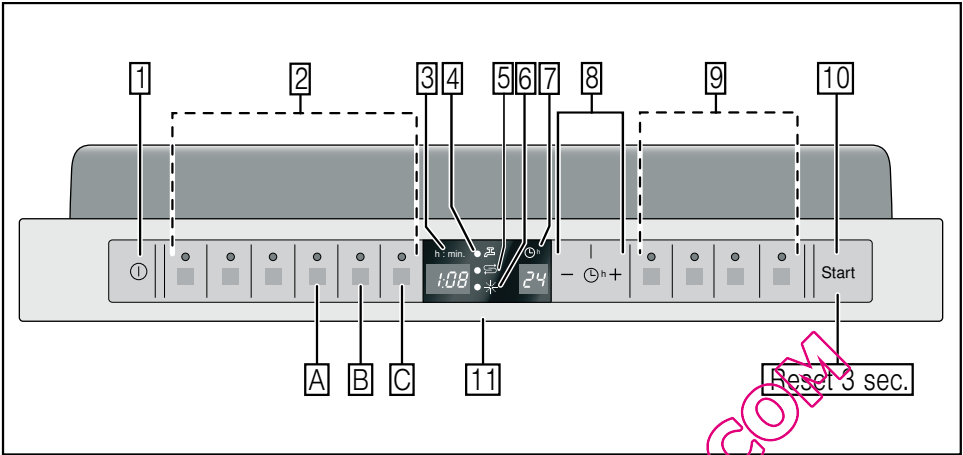 1 2 3 4 5 6 7 8 9 10
h : min. h
1:08 24 − h + Start
A B C 11 Reset 3 sec.
COM